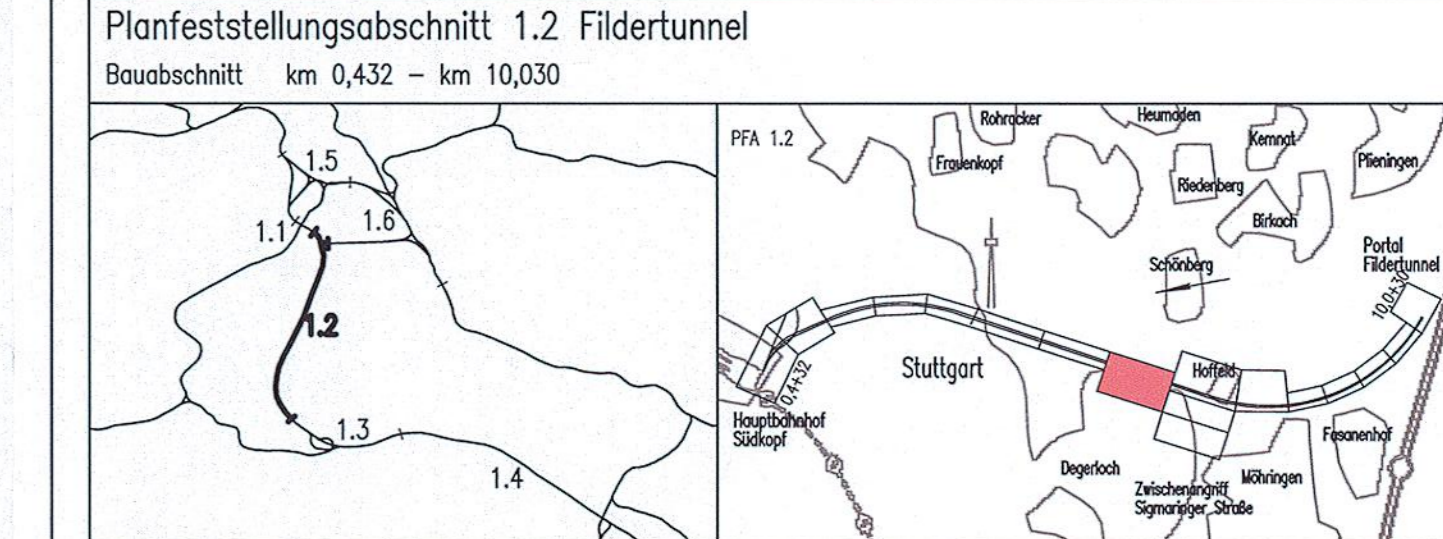 Planfeststellungsabschnitt 1.2 Fildertunnel
Bauabschnitt km 0,432 – km 10,030
1.5
1.1
1.6
1.2
1.3
1.4
PFA 1.2
Rohracker
Heumaden
Frauenkopf
Kemnat
Plieningen
Riedenberg
Birkach
Portal
Fildertunnel
Schönberg
10,0+30
Stuttgart
Hoffeld
0,4+32
Hauptbahnhof
Südkopf
Fasanenhof
Degerloch
Möhringen
Zwischenangriff
Sigmaringer Straße